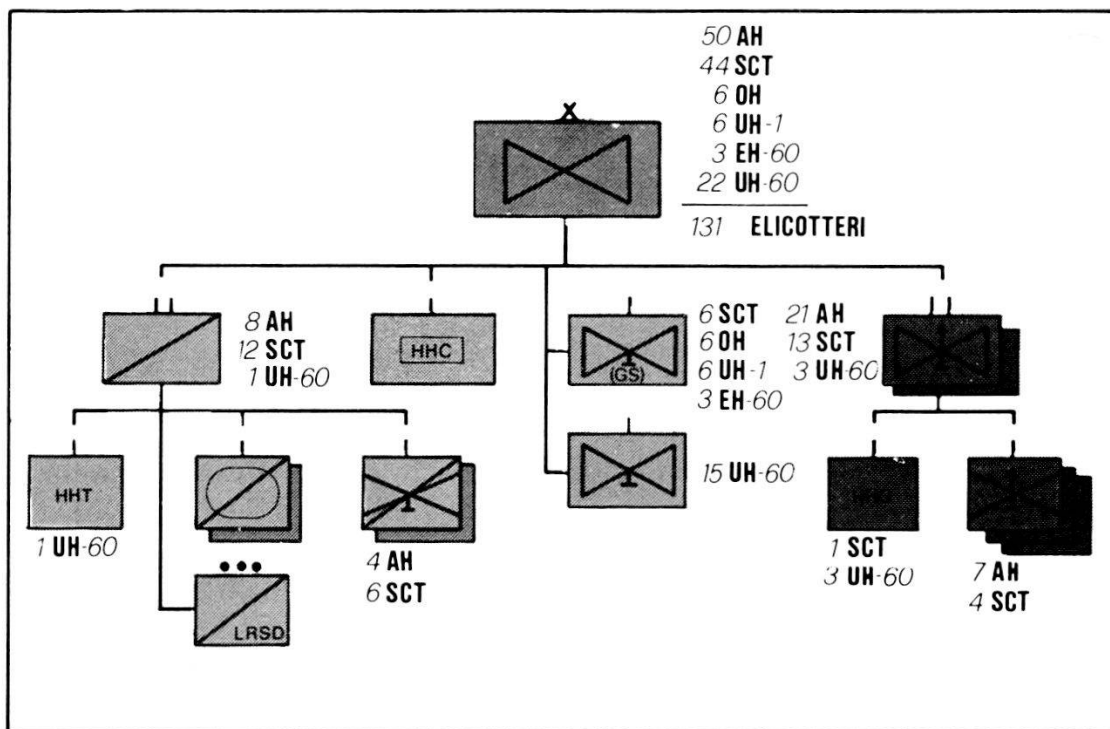 50 AH
44 SCT
6 OH
6 UH-1
3 EH-60
22 UH-60
131 ELICOTTERI
8 AH
12 SCT
1 UH-60
HHC
(GS)
6 SCT
6 OH
6 UH-1
3 EH-60
21 AH
13 SCT
3 UH-60
15 UH-60
HHT
1 UH-60
4 AH
6 SCT
LRSD
1 SCT
3 UH-60
7 AH
4 SCT